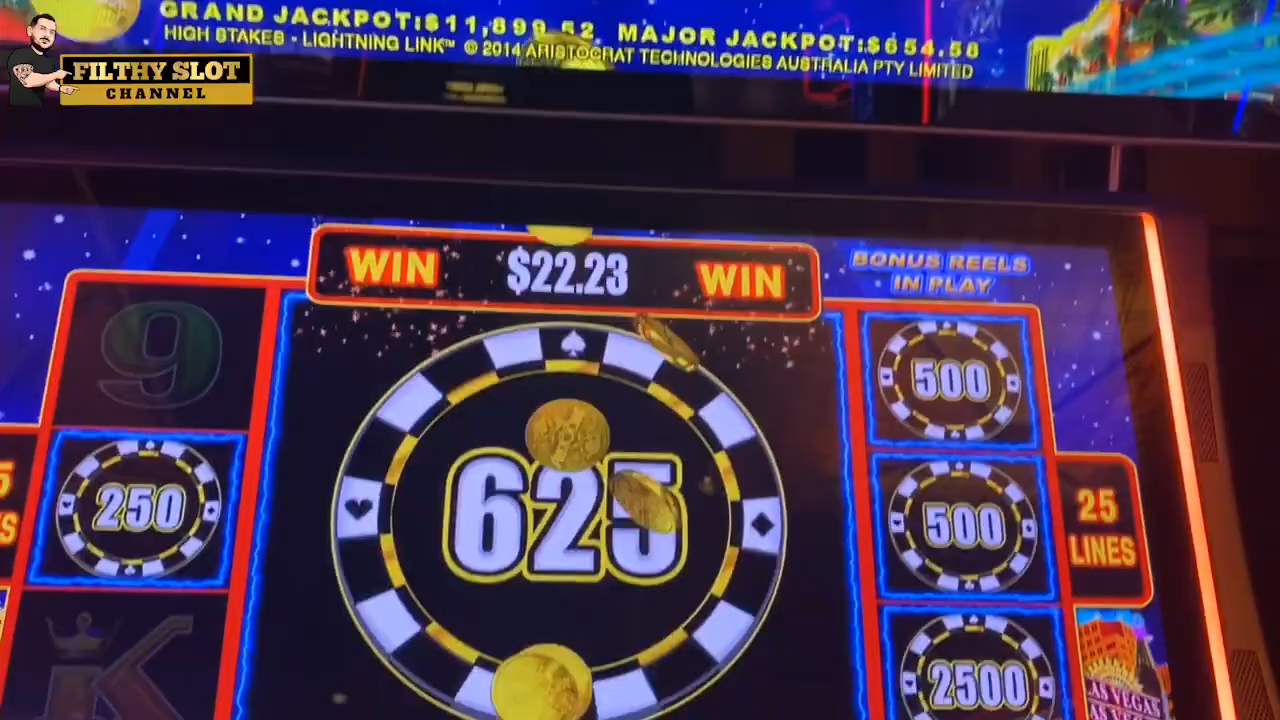 GRAND JACKPOT:$11,899.52, MAJOR JACKPOT:$654.58
HIGH STAKES - LIGHTNING LINK™ © 2014 ARISTOCRAT TECHNOLOGIES AUSTRALIA PTY LIMITED
FILTHY SLOT
CHANNEL
WIN $22.23 WIN
BONUS REELS
IN PLAY
9
250
K
625
500
500
2500
25
LINES
AS VEGAS